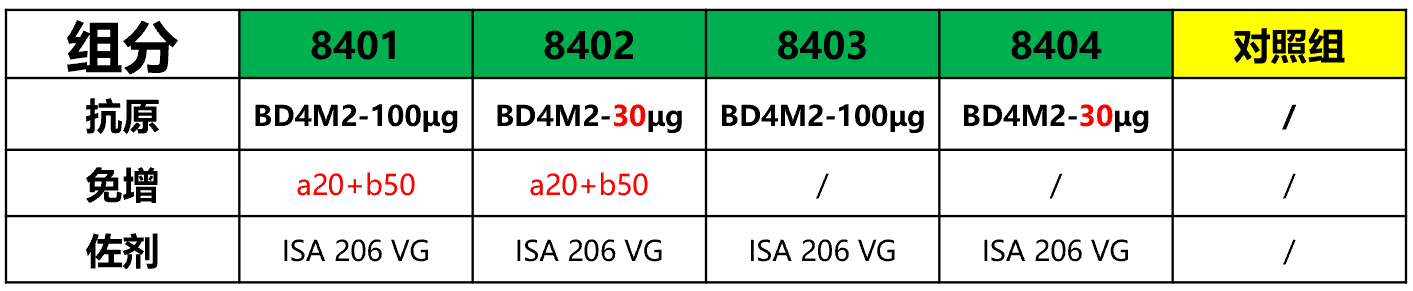 组分 8401 8402 8403 8404 对照组
抗原 BD4M2-100μg BD4M2-30μg BD4M2-100μg BD4M2-30μg /
免增 a20+b50 a20+b50 / / /
佐剂 ISA 206 VG ISA 206 VG ISA 206 VG ISA 206 VG /